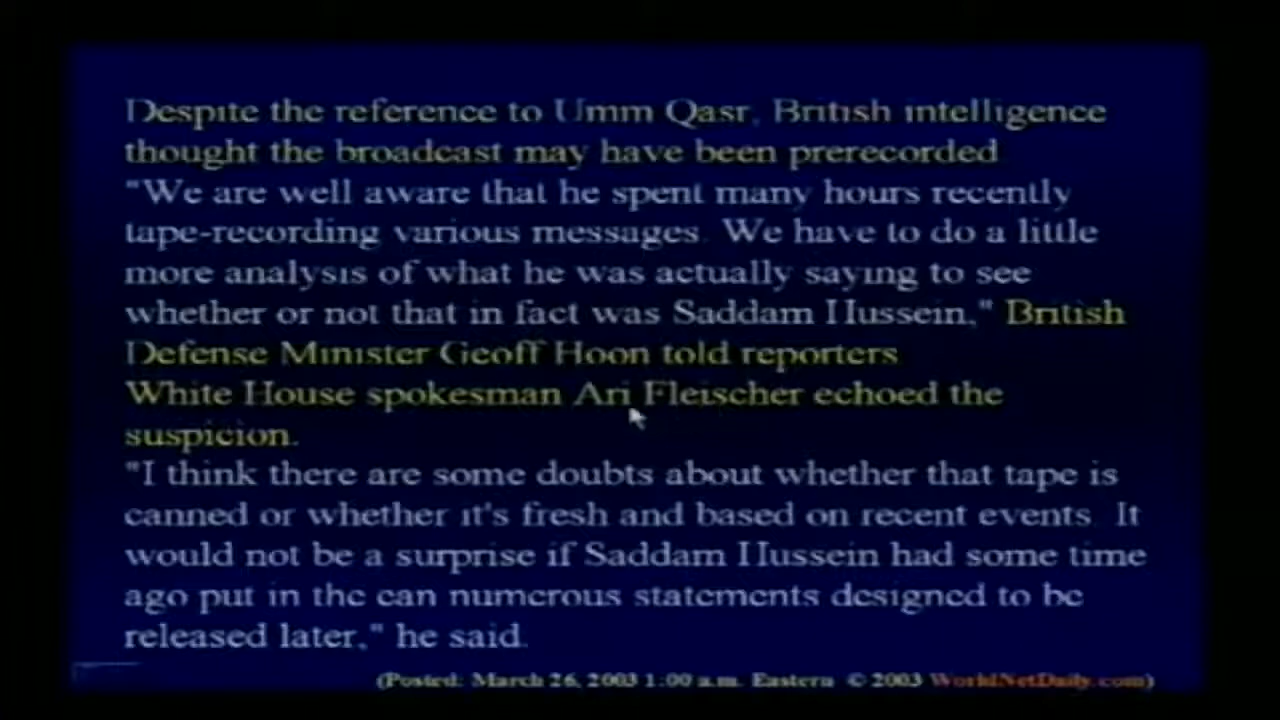 Despite the reference to Umm Qasr, British intelligence
thought the broadcast may have been prerecorded
"We are well aware that he spent many hours recently
tape-recording various messages. We have to do a little
more analysis of what he was actually saying to see
whether or not that in fact was Saddam Hussein," British
Defense Minister Geoff Hoon told reporters
White House spokesman Ari Fleischer echoed the
suspicion.
"I think there are some doubts about whether that tape is
canned or whether it's fresh and based on recent events. It
would not be a surprise if Saddam Hussein had some time
ago put in the can numerous statements designed to be
released later," he said.
(Posted: March 26, 2003 1:00 a.m. Eastern © 2003 WorldNetDaily.com)